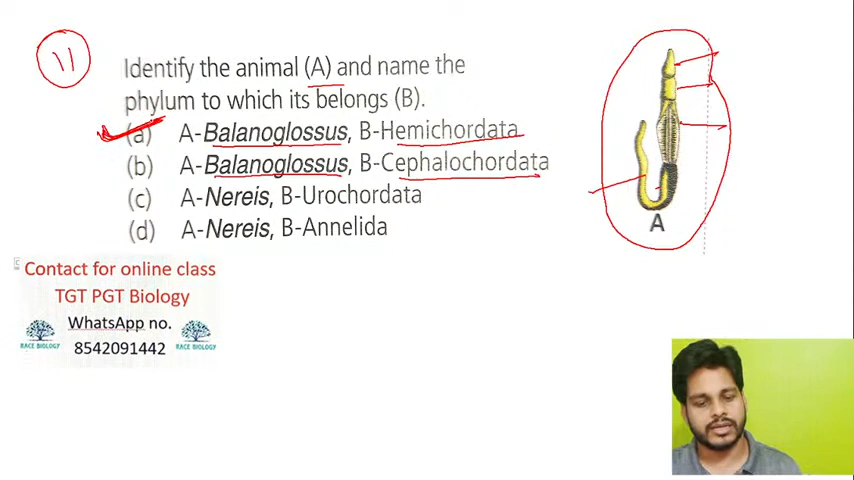 11
Identify the animal (A) and name the
phylum to which its belongs (B).
(a) A-Balanoglossus, B-Hemichordata
(b) A-Balanoglossus, B-Cephalochordata
(c) A-Nereis, B-Urochordata
(d) A-Nereis, B-Annelida
A
Contact for online class
TGT PGT Biology
WhatsApp no.
8542091442
RACE BIOLOGY
RACE BIOLOGY